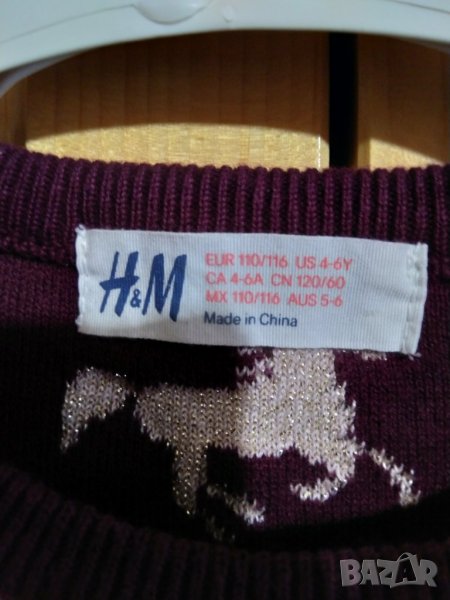 H&M
EUR 110/116 US 4-6Y
CA 4-6A CN 120/60
MX 110/116 AUS 5-6
Made in China
BAZAR